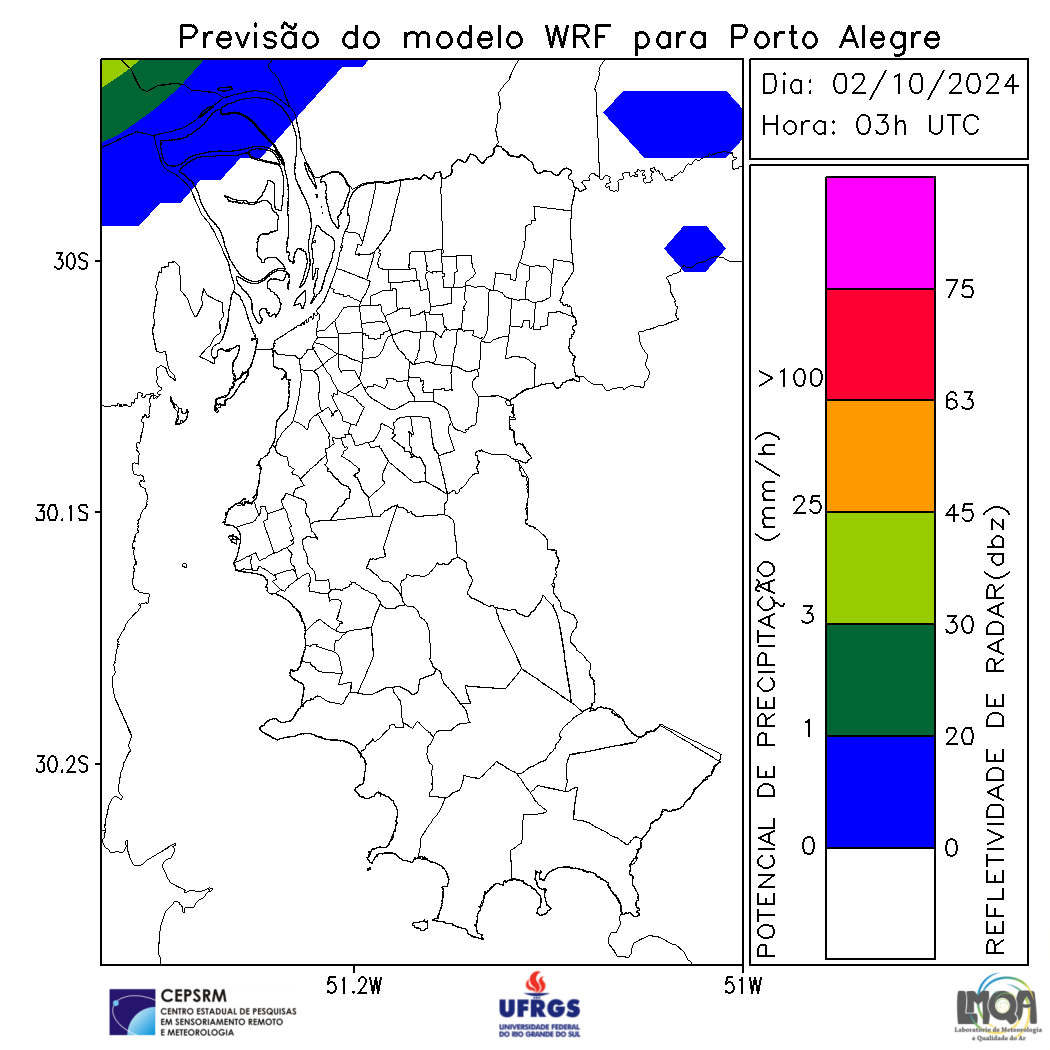 Previsão do modelo WRF para Porto Alegre
Dia: 02/10/2024
Hora: 03h UTC
30S
30.1S
30.2S
51.2W
51W
POTENCIAL DE PRECIPITAÇÃO (mm/h)
>100
25
3
1
0
75
63
45
30
20
0
REFLETIVIDADE DE RADAR(dbz)
CEPSRM
CENTRO ESTADUAL DE PESQUISAS
EM SENSORIAMENTO REMOTO
E METEOROLOGIA
UFRGS
UNIVERSIDADE FEDERAL
DO RIO GRANDE DO SUL
LMQA
Laboratório de Meteorologia
e Qualidade do Ar